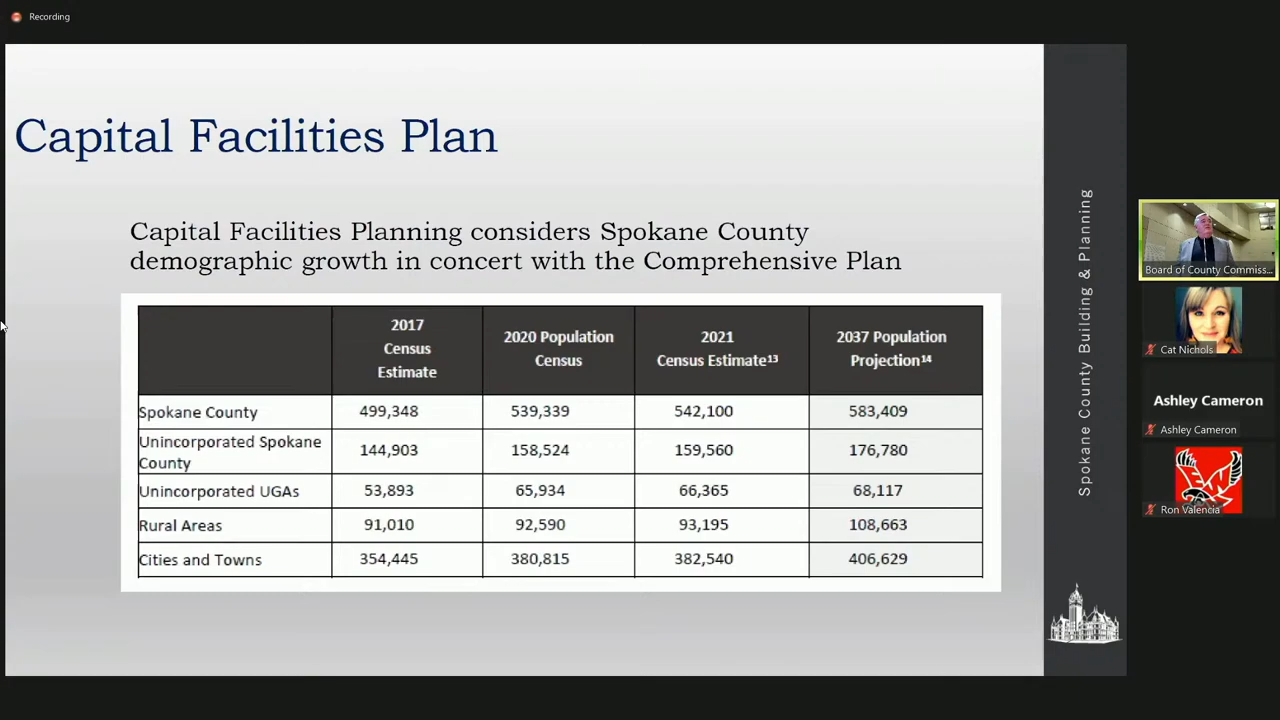 Recording
Capital Facilities Plan
Capital Facilities Planning considers Spokane County
demographic growth in concert with the Comprehensive Plan
2017
Census
Estimate
2020 Population
Census
2021
Census Estimate¹³
2037 Population
Projection¹⁴
Spokane County 499,348 539,339 542,100 583,409
Unincorporated Spokane
County 144,903 158,524 159,560 176,780
Unincorporated UGAs 53,893 65,934 66,365 68,117
Rural Areas 91,010 92,590 93,195 108,663
Cities and Towns 354,445 380,815 382,540 406,629
Spokane County Building & Planning
Board of County Commiss...
Cat Nichols
Ashley Cameron
Ashley Cameron
Ron Valencia